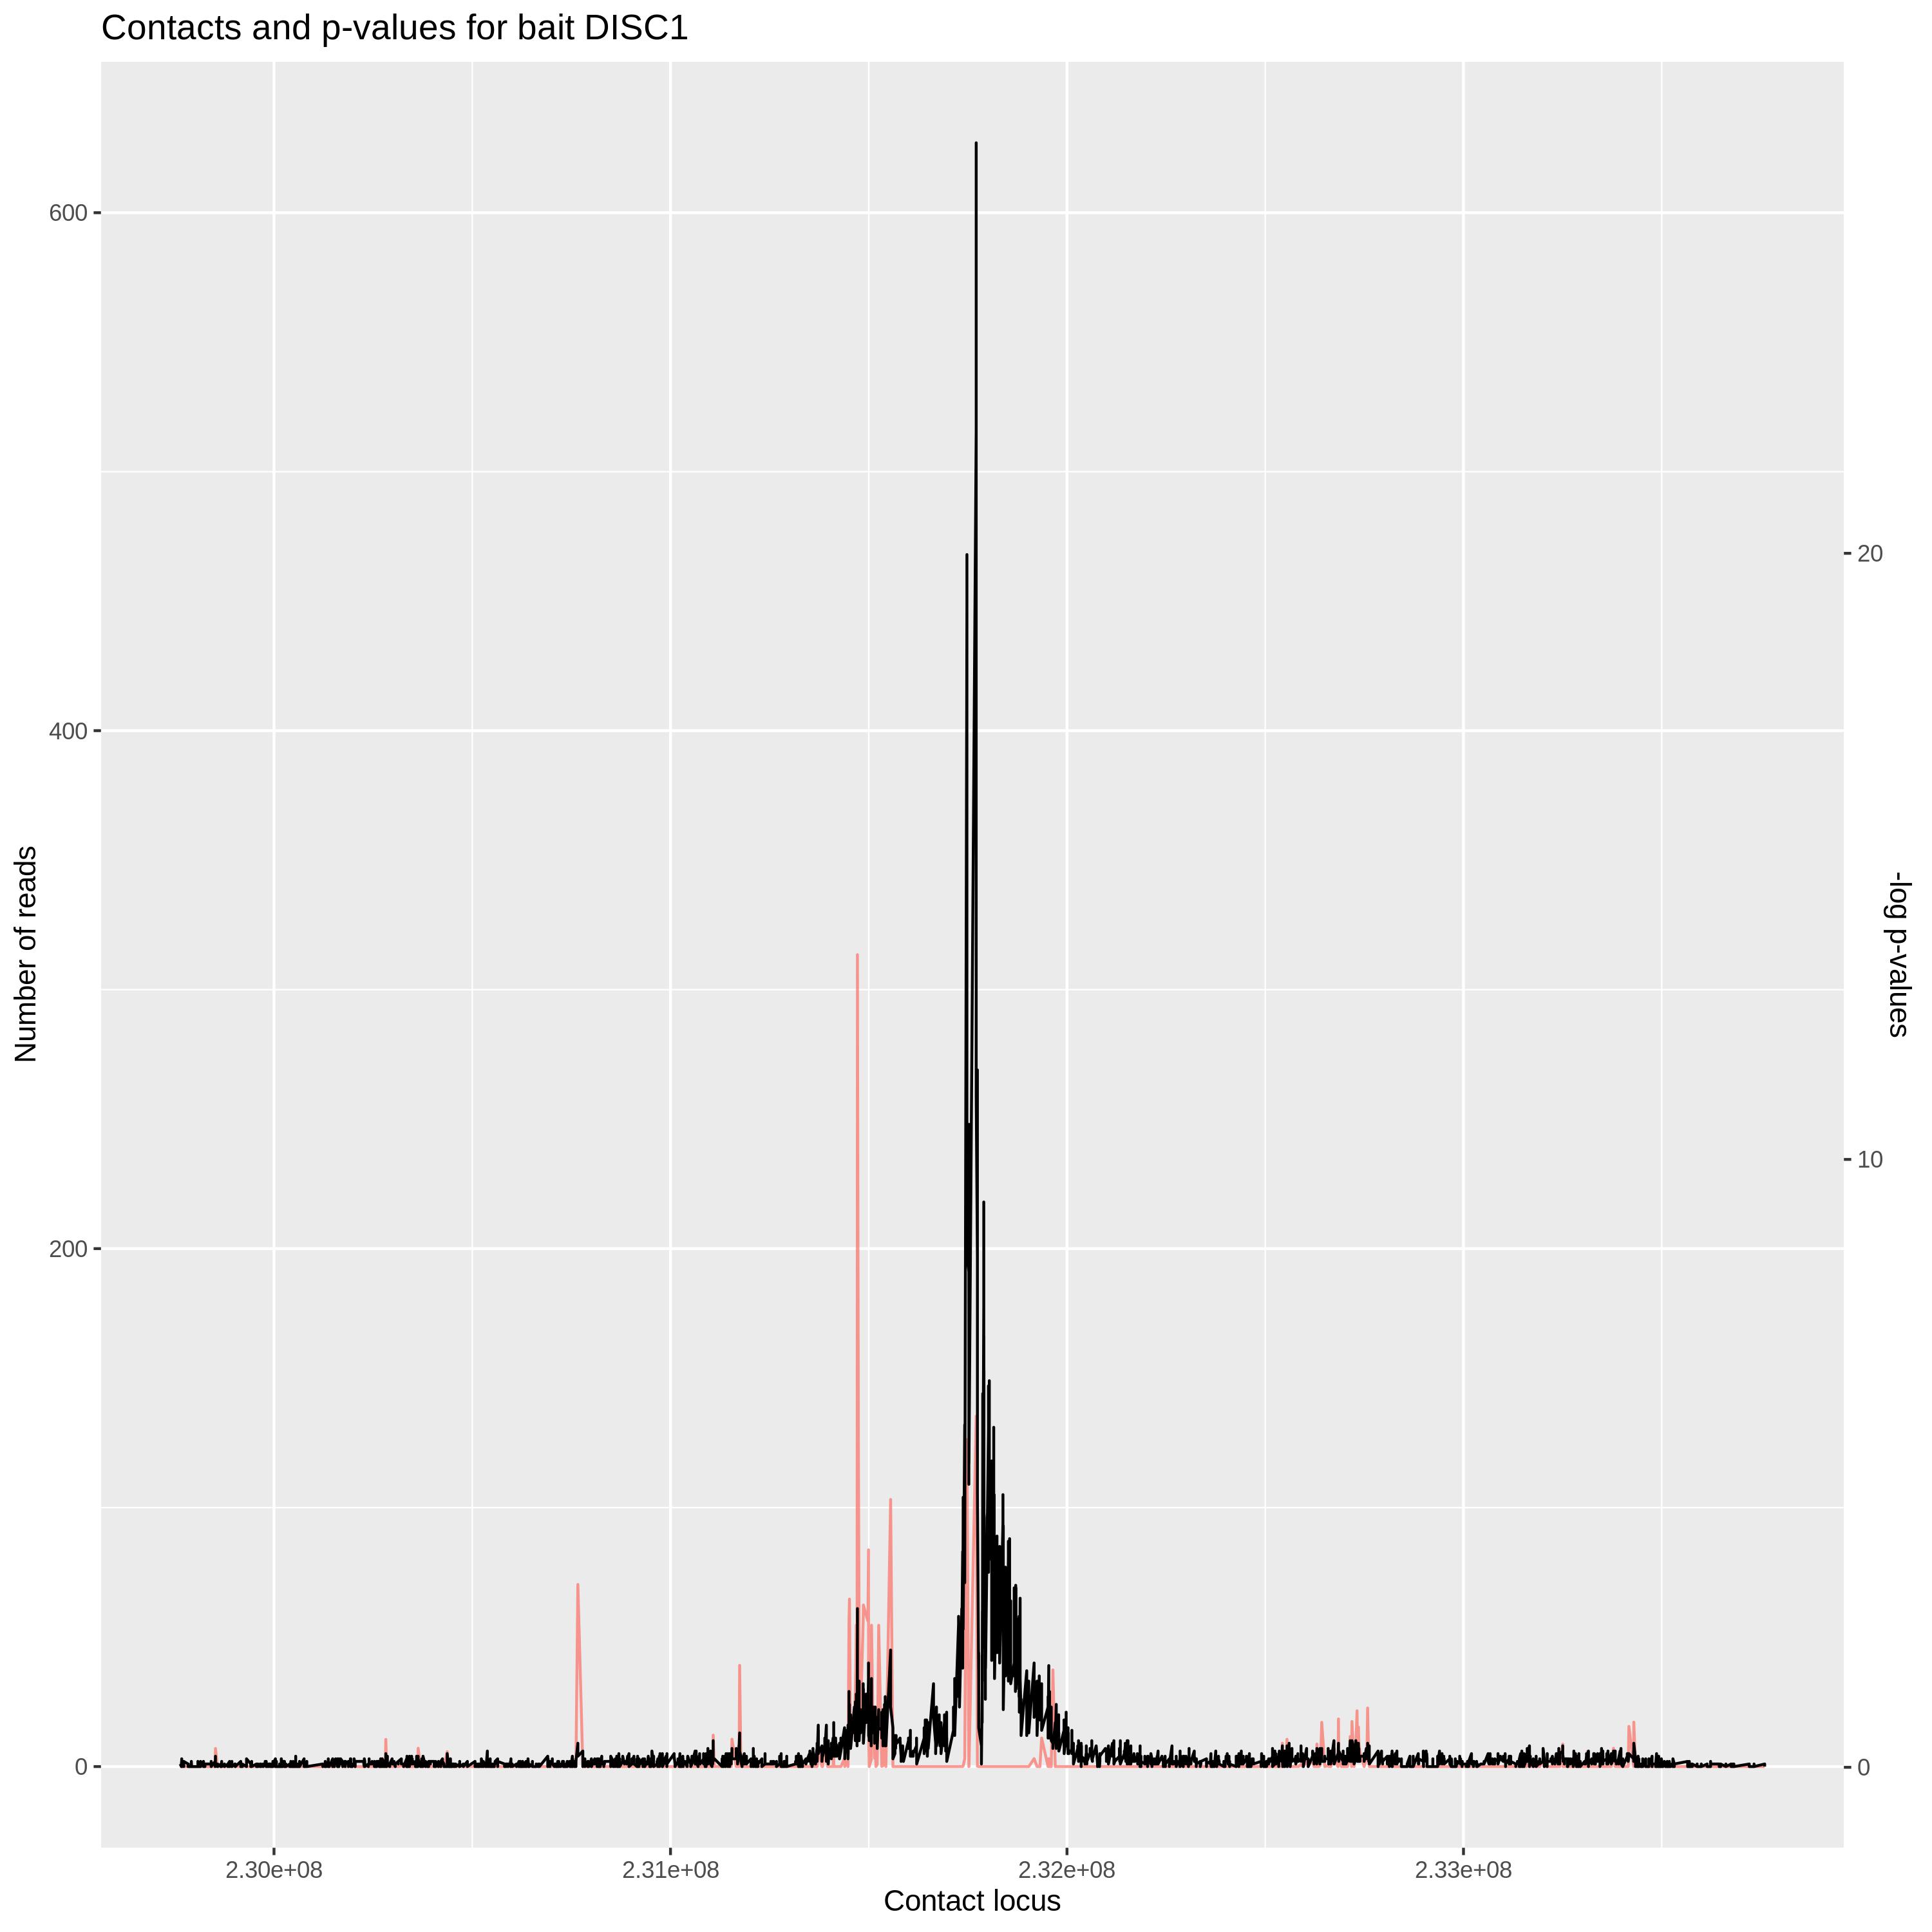 Contacts and p-values for bait DISC1
600
400
200
0
Number of reads
20
10
0
-log p-values
2.30e+08
2.31e+08
2.32e+08
2.33e+08
Contact locus